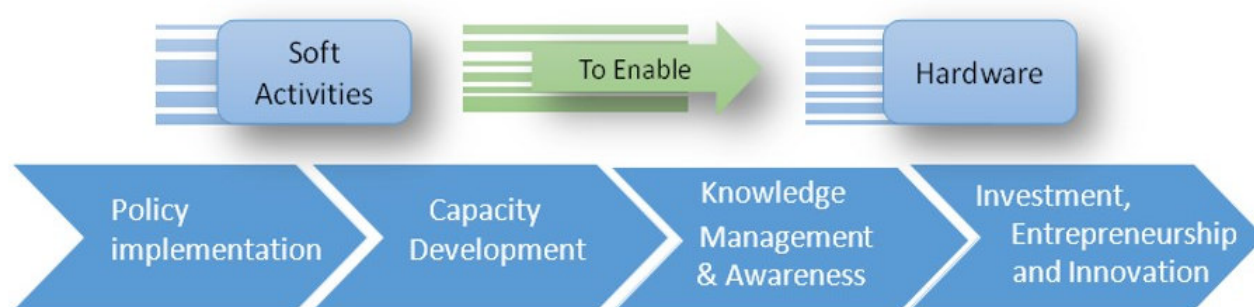 Soft
Activities
To Enable
Hardware
Policy
implementation
Capacity
Development
Knowledge
Management
& Awareness
Investment,
Entrepreneurship
and Innovation